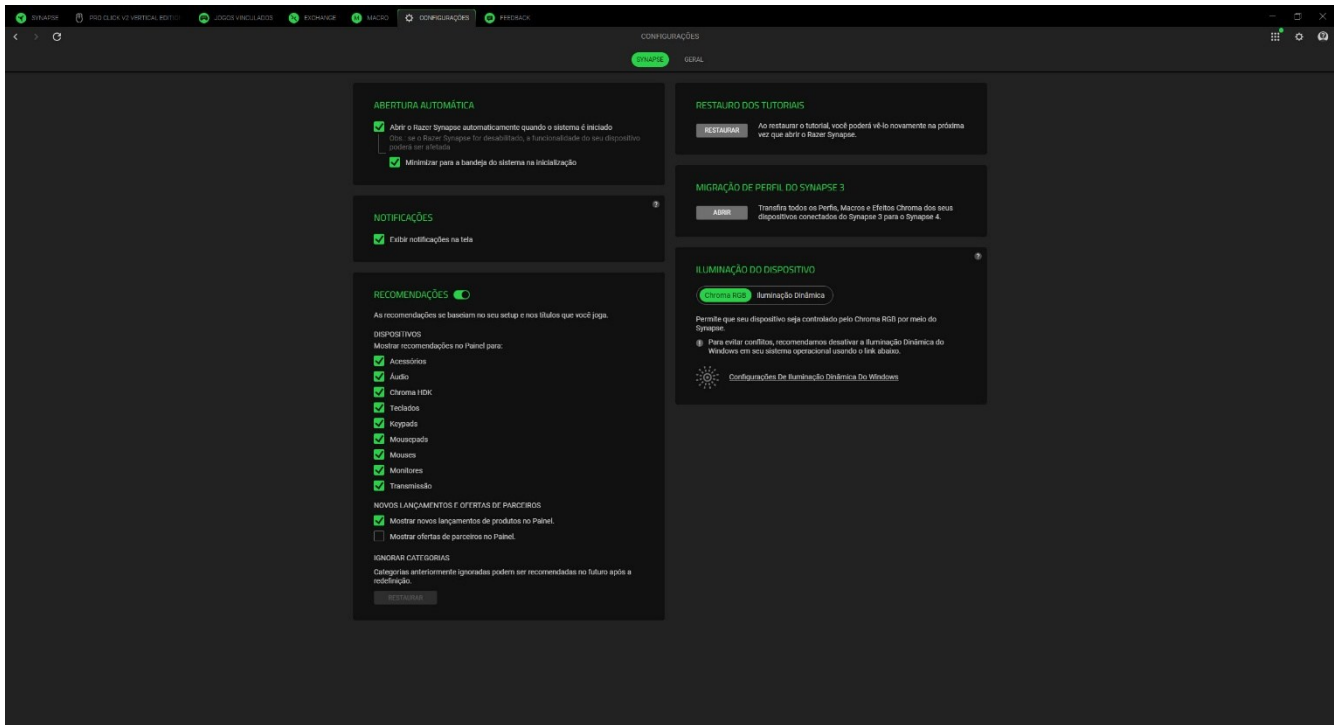 SYNAPSE
PRO CLICK V2 VERTICAL EDITIO
JOGOS VINCULADOS
EXCHANGE
MACRO
CONFIGURAÇÕES
FEEDBACK
CONFIGURAÇÕES
SYNAPSE
GERAL
ABERTURA AUTOMÁTICA
Abrir o Razer Synapse automaticamente quando o sistema é iniciado
Obs.: se o Razer Synapse for desabilitado, a funcionalidade do seu dispositivo
poderá ser afetada
Minimizar para a bandeja do sistema na inicialização
NOTIFICAÇÕES
Exibir notificações na tela
RECOMENDAÇÕES
As recomendações se baseiam no seu setup e nos títulos que você joga.
DISPOSITIVOS
Mostrar recomendações no Painel para:
Acessórios
Áudio
Chroma HDK
Teclados
Keypads
Mousepads
Mouses
Monitores
Transmissão
NOVOS LANÇAMENTOS E OFERTAS DE PARCEIROS
Mostrar novos lançamentos de produtos no Painel.
Mostrar ofertas de parceiros no Painel.
IGNORAR CATEGORIAS
Categorias anteriormente ignoradas podem ser recomendadas no futuro após a
redefinição.
RESTAURAR
RESTAURO DOS TUTORIAIS
RESTAURAR
Ao restaurar o tutorial, você poderá vê-lo novamente na próxima
vez que abrir o Razer Synapse.
MIGRAÇÃO DE PERFIL DO SYNAPSE 3
ABRIR
Transfira todos os Perfis, Macros e Efeitos Chroma dos seus
dispositivos conectados do Synapse 3 para o Synapse 4.
ILUMINAÇÃO DO DISPOSITIVO
Chroma RGB
Iluminação Dinâmica
Permite que seu dispositivo seja controlado pelo Chroma RGB por meio do
Synapse.
Para evitar conflitos, recomendamos desativar a Iluminação Dinâmica do
Windows em seu sistema operacional usando o link abaixo.
Configurações De Iluminação Dinâmica Do Windows